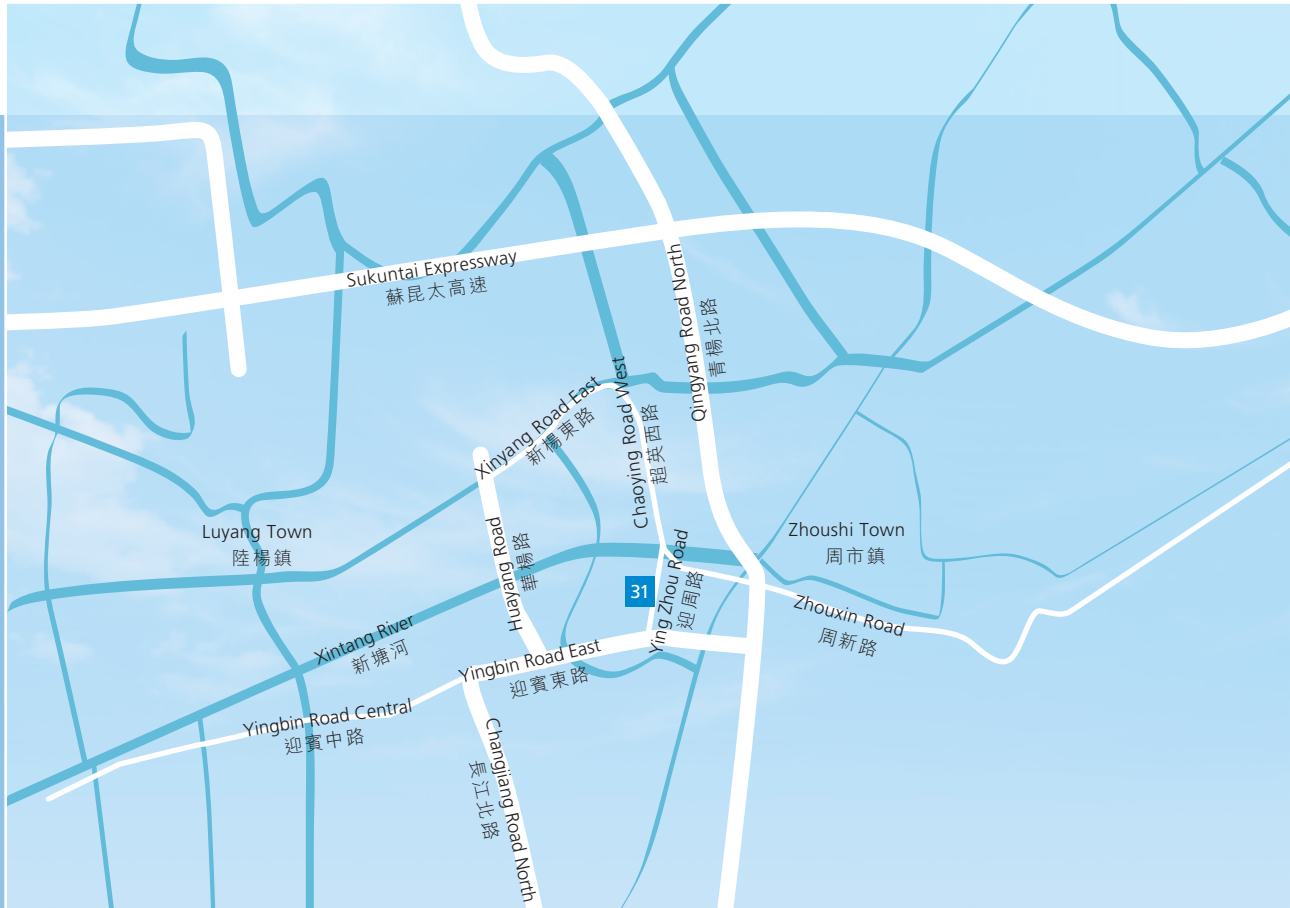 Sukuntai Expressway
蘇昆太高速
Qingyang Road North
青楊北路
Xinyang Road East
新楊東路
Chaoying Road West
超英西路
Luyang Town
陸楊鎮
Huayang Road
華楊路
Zhoushi Town
周市鎮
31
Ying Zhou Road
迎周路
Zhouxin Road
周新路
Xintang River
新塘河
Yingbin Road East
迎賓東路
Yingbin Road Central
迎賓中路
Changjiang Road North
長江北路